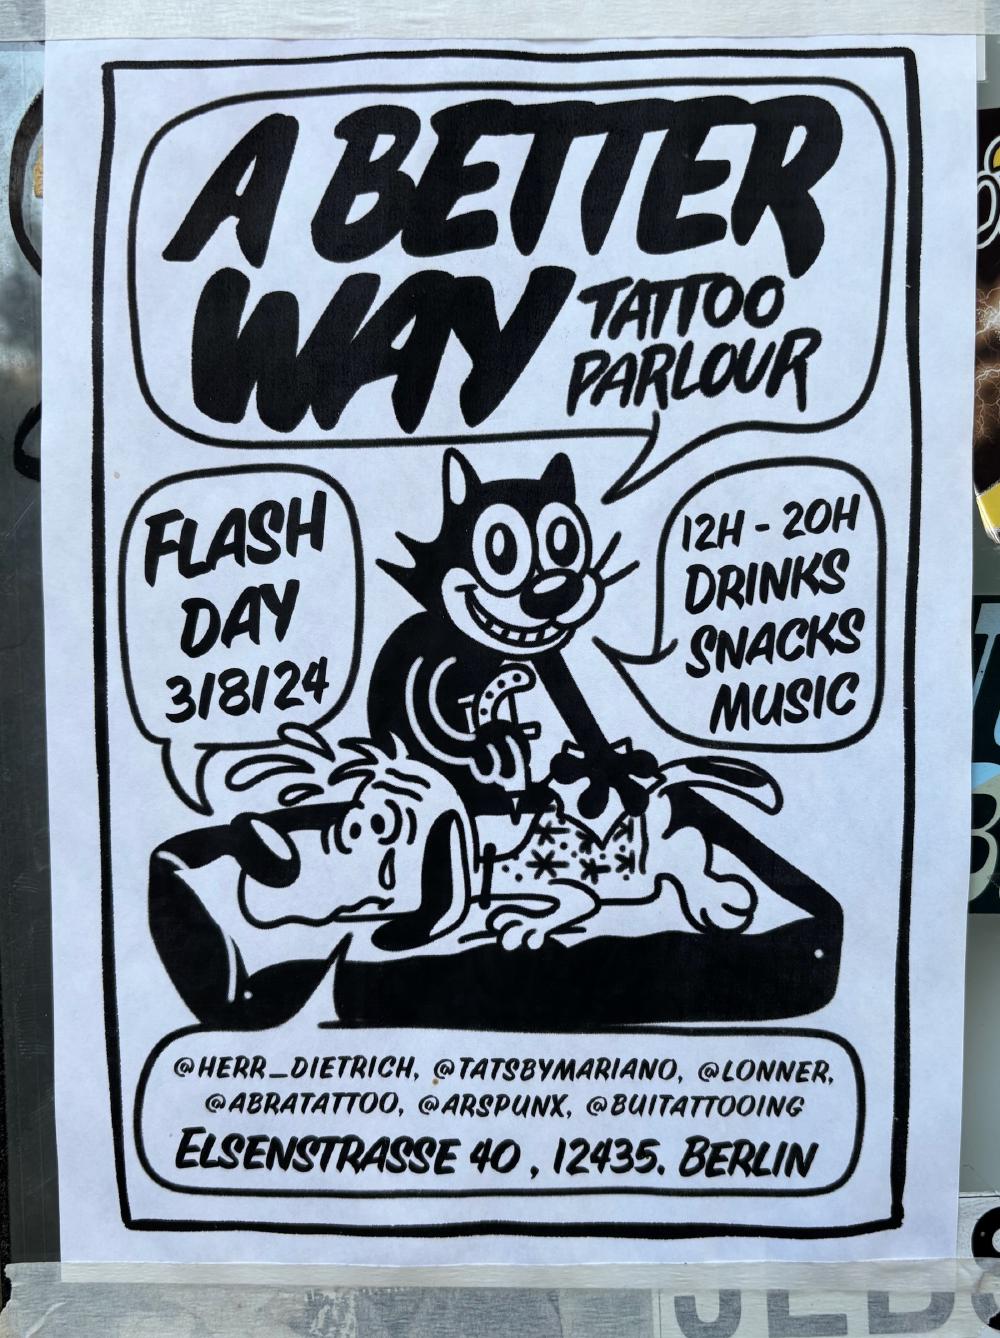 A BETTER
WAY TATTOO
PARLOUR
FLASH
DAY
3/8/24
12H - 20H
DRINKS
SNACKS
MUSIC
@HERR_DIETRICH, @TATSBYMARIANO, @LONNER,
@ABRATATTOO, @ARSPUNX, @BUITATTOOING
ELSENSTRASSE 40, 12435. BERLIN